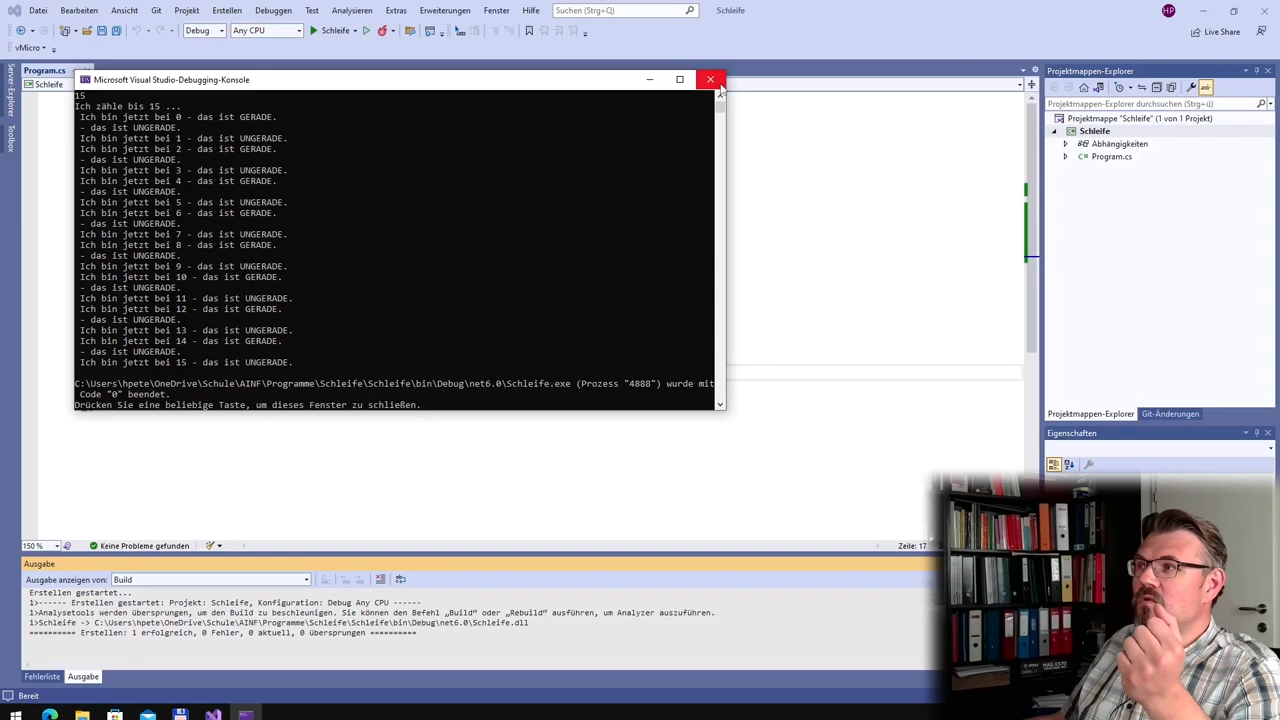 Datei Bearbeiten Ansicht Git Projekt Erstellen Debuggen Test Analysieren Extras Erweiterungen Fenster Hilfe Suchen (Strg+Q) Schleife HP
Debug Any CPU Schleife Live Share
vMicro
Server-Explorer
Toolbox
Program.cs
Schleife
Microsoft Visual Studio-Debugging-Konsole
15
Ich zähle bis 15 ...
Ich bin jetzt bei 0 - das ist GERADE.
- das ist UNGERADE.
Ich bin jetzt bei 1 - das ist UNGERADE.
Ich bin jetzt bei 2 - das ist GERADE.
- das ist UNGERADE.
Ich bin jetzt bei 3 - das ist UNGERADE.
Ich bin jetzt bei 4 - das ist GERADE.
- das ist UNGERADE.
Ich bin jetzt bei 5 - das ist UNGERADE.
Ich bin jetzt bei 6 - das ist GERADE.
- das ist UNGERADE.
Ich bin jetzt bei 7 - das ist UNGERADE.
Ich bin jetzt bei 8 - das ist GERADE.
- das ist UNGERADE.
Ich bin jetzt bei 9 - das ist UNGERADE.
Ich bin jetzt bei 10 - das ist GERADE.
- das ist UNGERADE.
Ich bin jetzt bei 11 - das ist UNGERADE.
Ich bin jetzt bei 12 - das ist GERADE.
- das ist UNGERADE.
Ich bin jetzt bei 13 - das ist UNGERADE.
Ich bin jetzt bei 14 - das ist GERADE.
- das ist UNGERADE.
Ich bin jetzt bei 15 - das ist UNGERADE.
C:\Users\hpete\OneDrive\Schule\AINF\Programme\Schleife\Schleife\bin\Debug\net6.0\Schleife.exe (Prozess "4888") wurde mit
Code "0" beendet.
Drücken Sie eine beliebige Taste, um dieses Fenster zu schließen.
Projektmappen-Explorer
Projektmappen-Explorer durchsuchen (Strg+ü)
Projektmappe "Schleife" (1 von 1 Projekt)
Schleife
Abhängigkeiten
C# Program.cs
Projektmappen-Explorer Git-Änderungen
Eigenschaften
150 % Keine Probleme gefunden Zeile: 17
Ausgabe
Ausgabe anzeigen von: Build
Erstellen gestartet...
1>------ Erstellen gestartet: Projekt: Schleife, Konfiguration: Debug Any CPU ------
1>Analysetools werden übersprungen, um den Build zu beschleunigen. Sie können den Befehl „Build“ oder „Rebuild“ ausführen, um Analyzer auszuführen.
1>Schleife -> C:\Users\hpete\OneDrive\Schule\AINF\Programme\Schleife\Schleife\bin\Debug\net6.0\Schleife.dll
========== Erstellen: 1 erfolgreich, 0 Fehler, 0 aktuell, 0 übersprungen ==========
Fehlerliste Ausgabe
Bereit